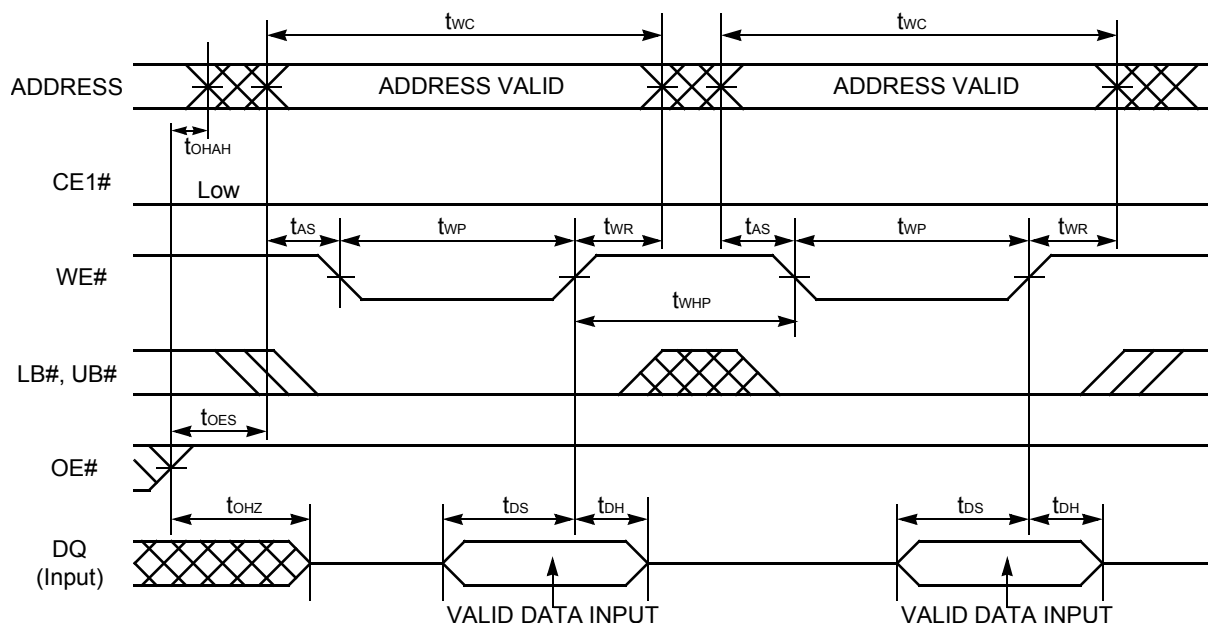 tWC tWC
ADDRESS ADDRESS VALID ADDRESS VALID
tOHAH
CE1# Low
tAS tWP tWR tAS tWP tWR
WE#
tWHP
LB#, UB#
tOES
OE#
tOHZ tDS tDH tDS tDH
DQ
(Input)
VALID DATA INPUT VALID DATA INPUT